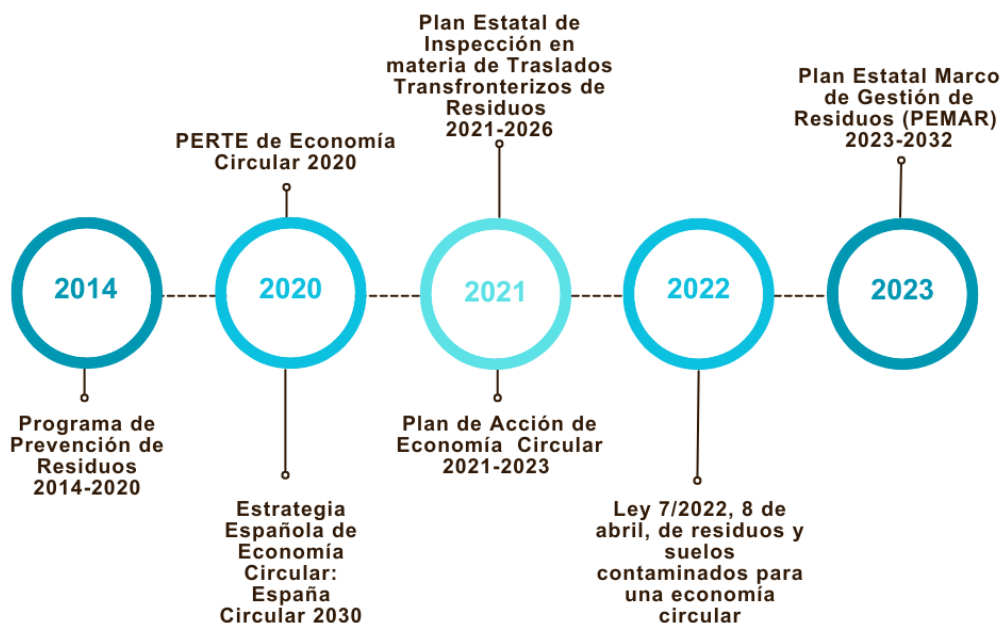 Plan Estatal de
Inspección en
materia de Traslados
Transfronterizos de
Residuos
2021-2026
Plan Estatal Marco
de Gestión de
Residuos (PEMAR)
2023-2032
PERTE de Economía
Circular 2020
2014
2020
2021
2022
2023
Programa de
Prevención de
Residuos
2014-2020
Plan de Acción de
Economía Circular
2021-2023
Estrategia
Española de
Economía
Circular:
España
Circular 2030
Ley 7/2022, 8 de
abril, de residuos y
suelos
contaminados para
una economía
circular